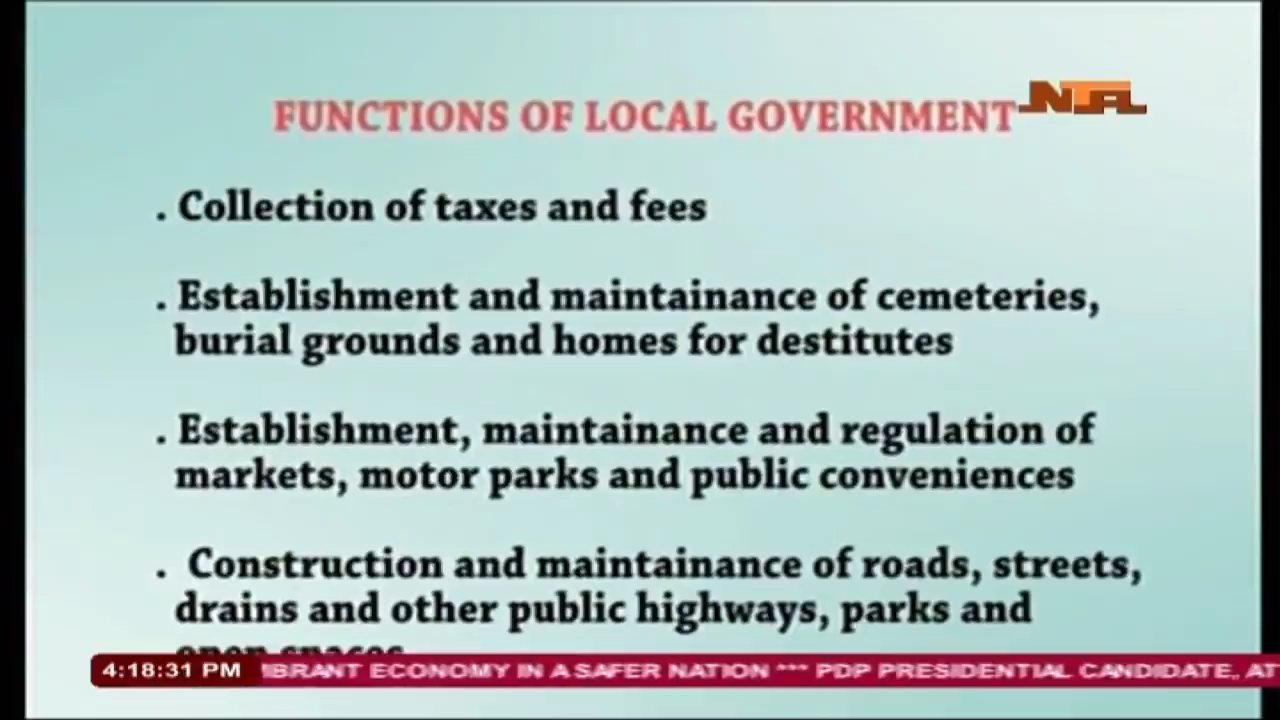 NTA
FUNCTIONS OF LOCAL GOVERNMENT
. Collection of taxes and fees
. Establishment and maintainance of cemeteries,
burial grounds and homes for destitutes
. Establishment, maintainance and regulation of
markets, motor parks and public conveniences
. Construction and maintainance of roads, streets,
drains and other public highways, parks and
open spaces
4:18:31 PM IBRANT ECONOMY IN A SAFER NATION *** PDP PRESIDENTIAL CANDIDATE,, AT